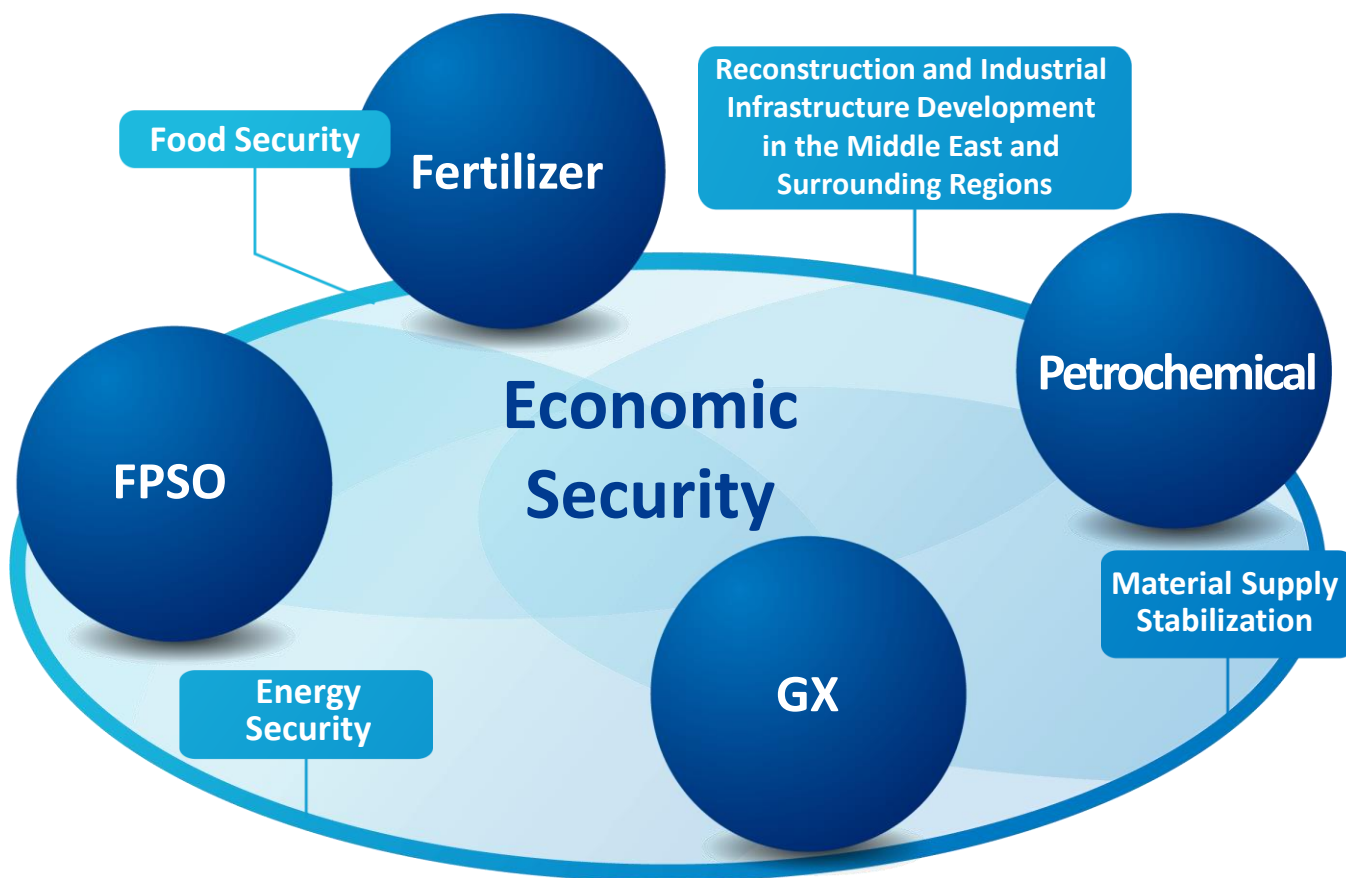 Reconstruction and Industrial
Infrastructure Development
in the Middle East and
Surrounding Regions
Food Security
Fertilizer
Petrochemical
Economic
Security
FPSO
Material Supply
Stabilization
Energy
Security
GX